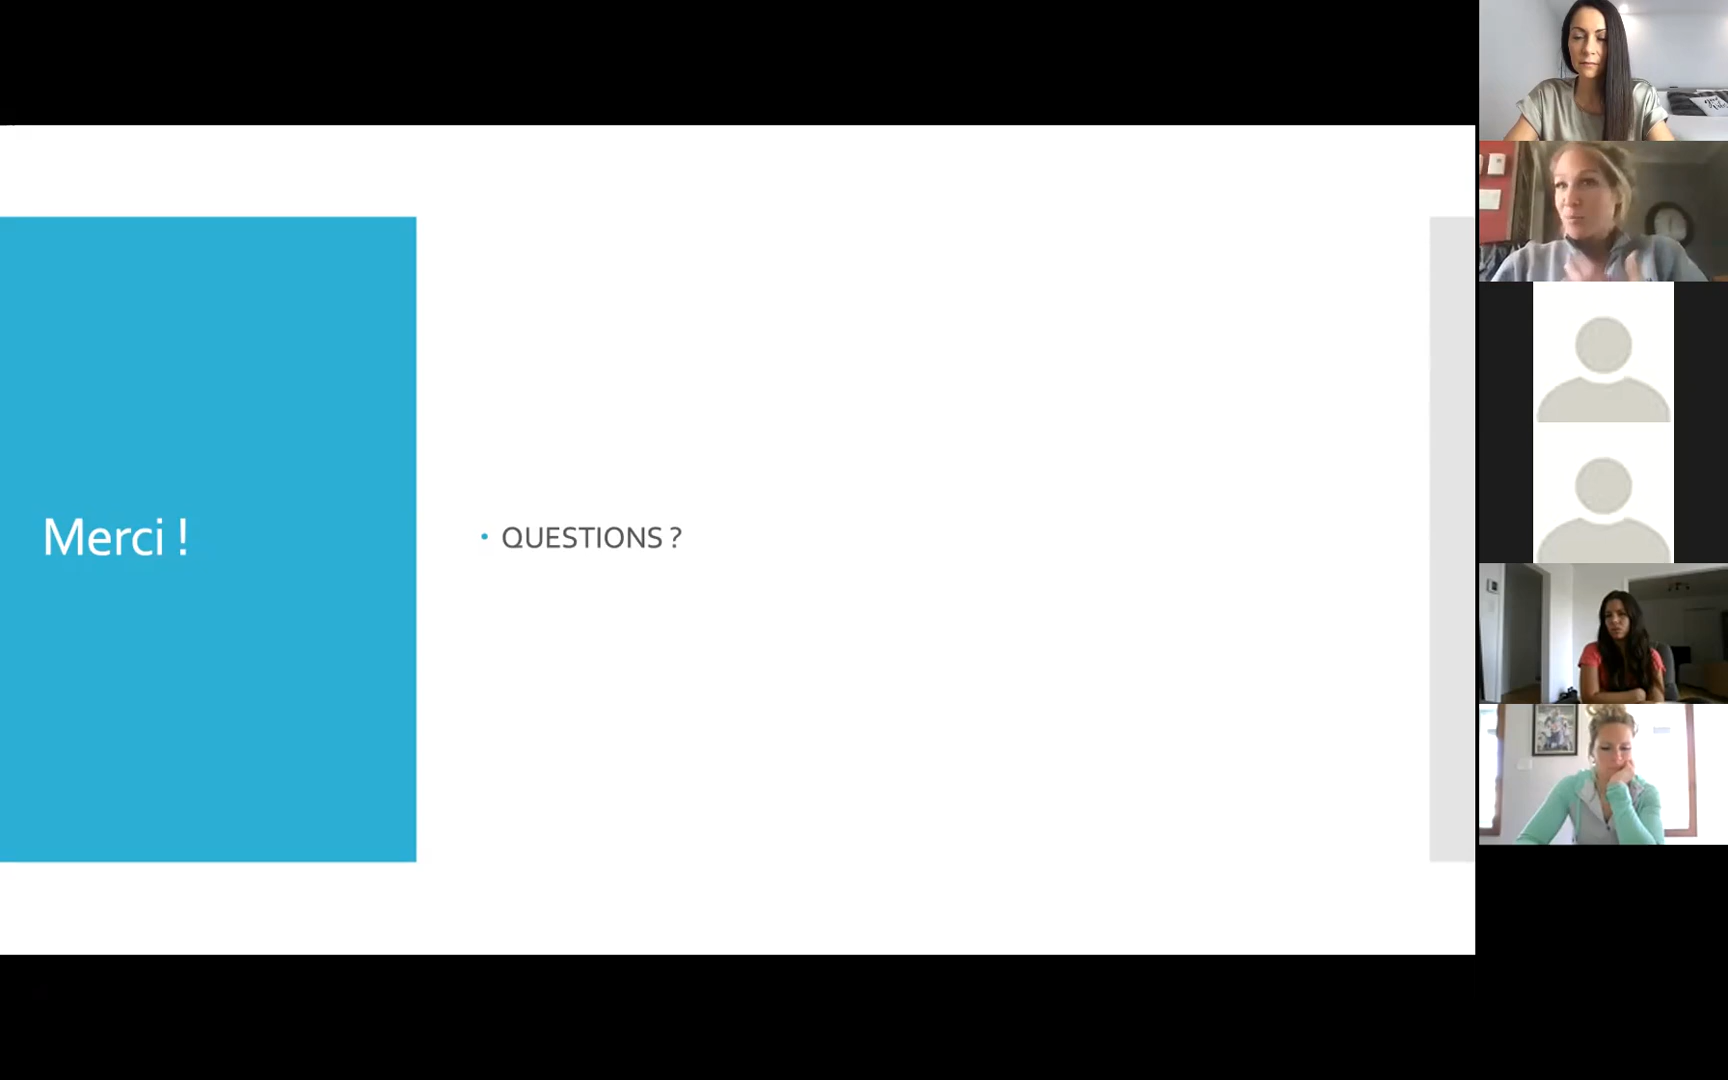 Merci !
• QUESTIONS ?